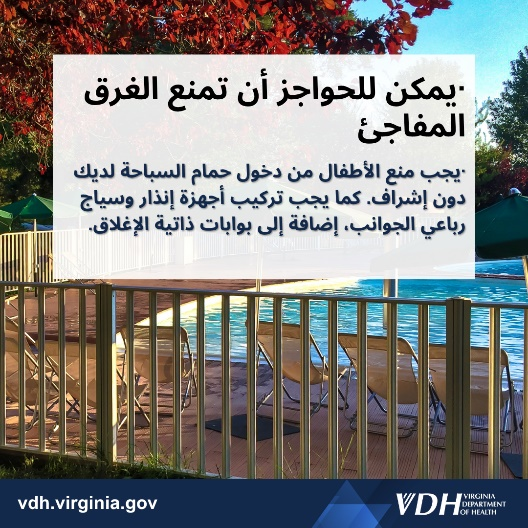 ·يمكن للحواجز أن تمنع الغرق
المفاجئ
·يجب منع الأطفال من دخول حمام السباحة لديك
دون إشراف. كما يجب تركيب أجهزة إنذار وسياج
رباعي الجوانب، إضافة إلى بوابات ذاتية الإغلاق.
vdh.virginia.gov
VDH VIRGINIA
DEPARTMENT
OF HEALTH